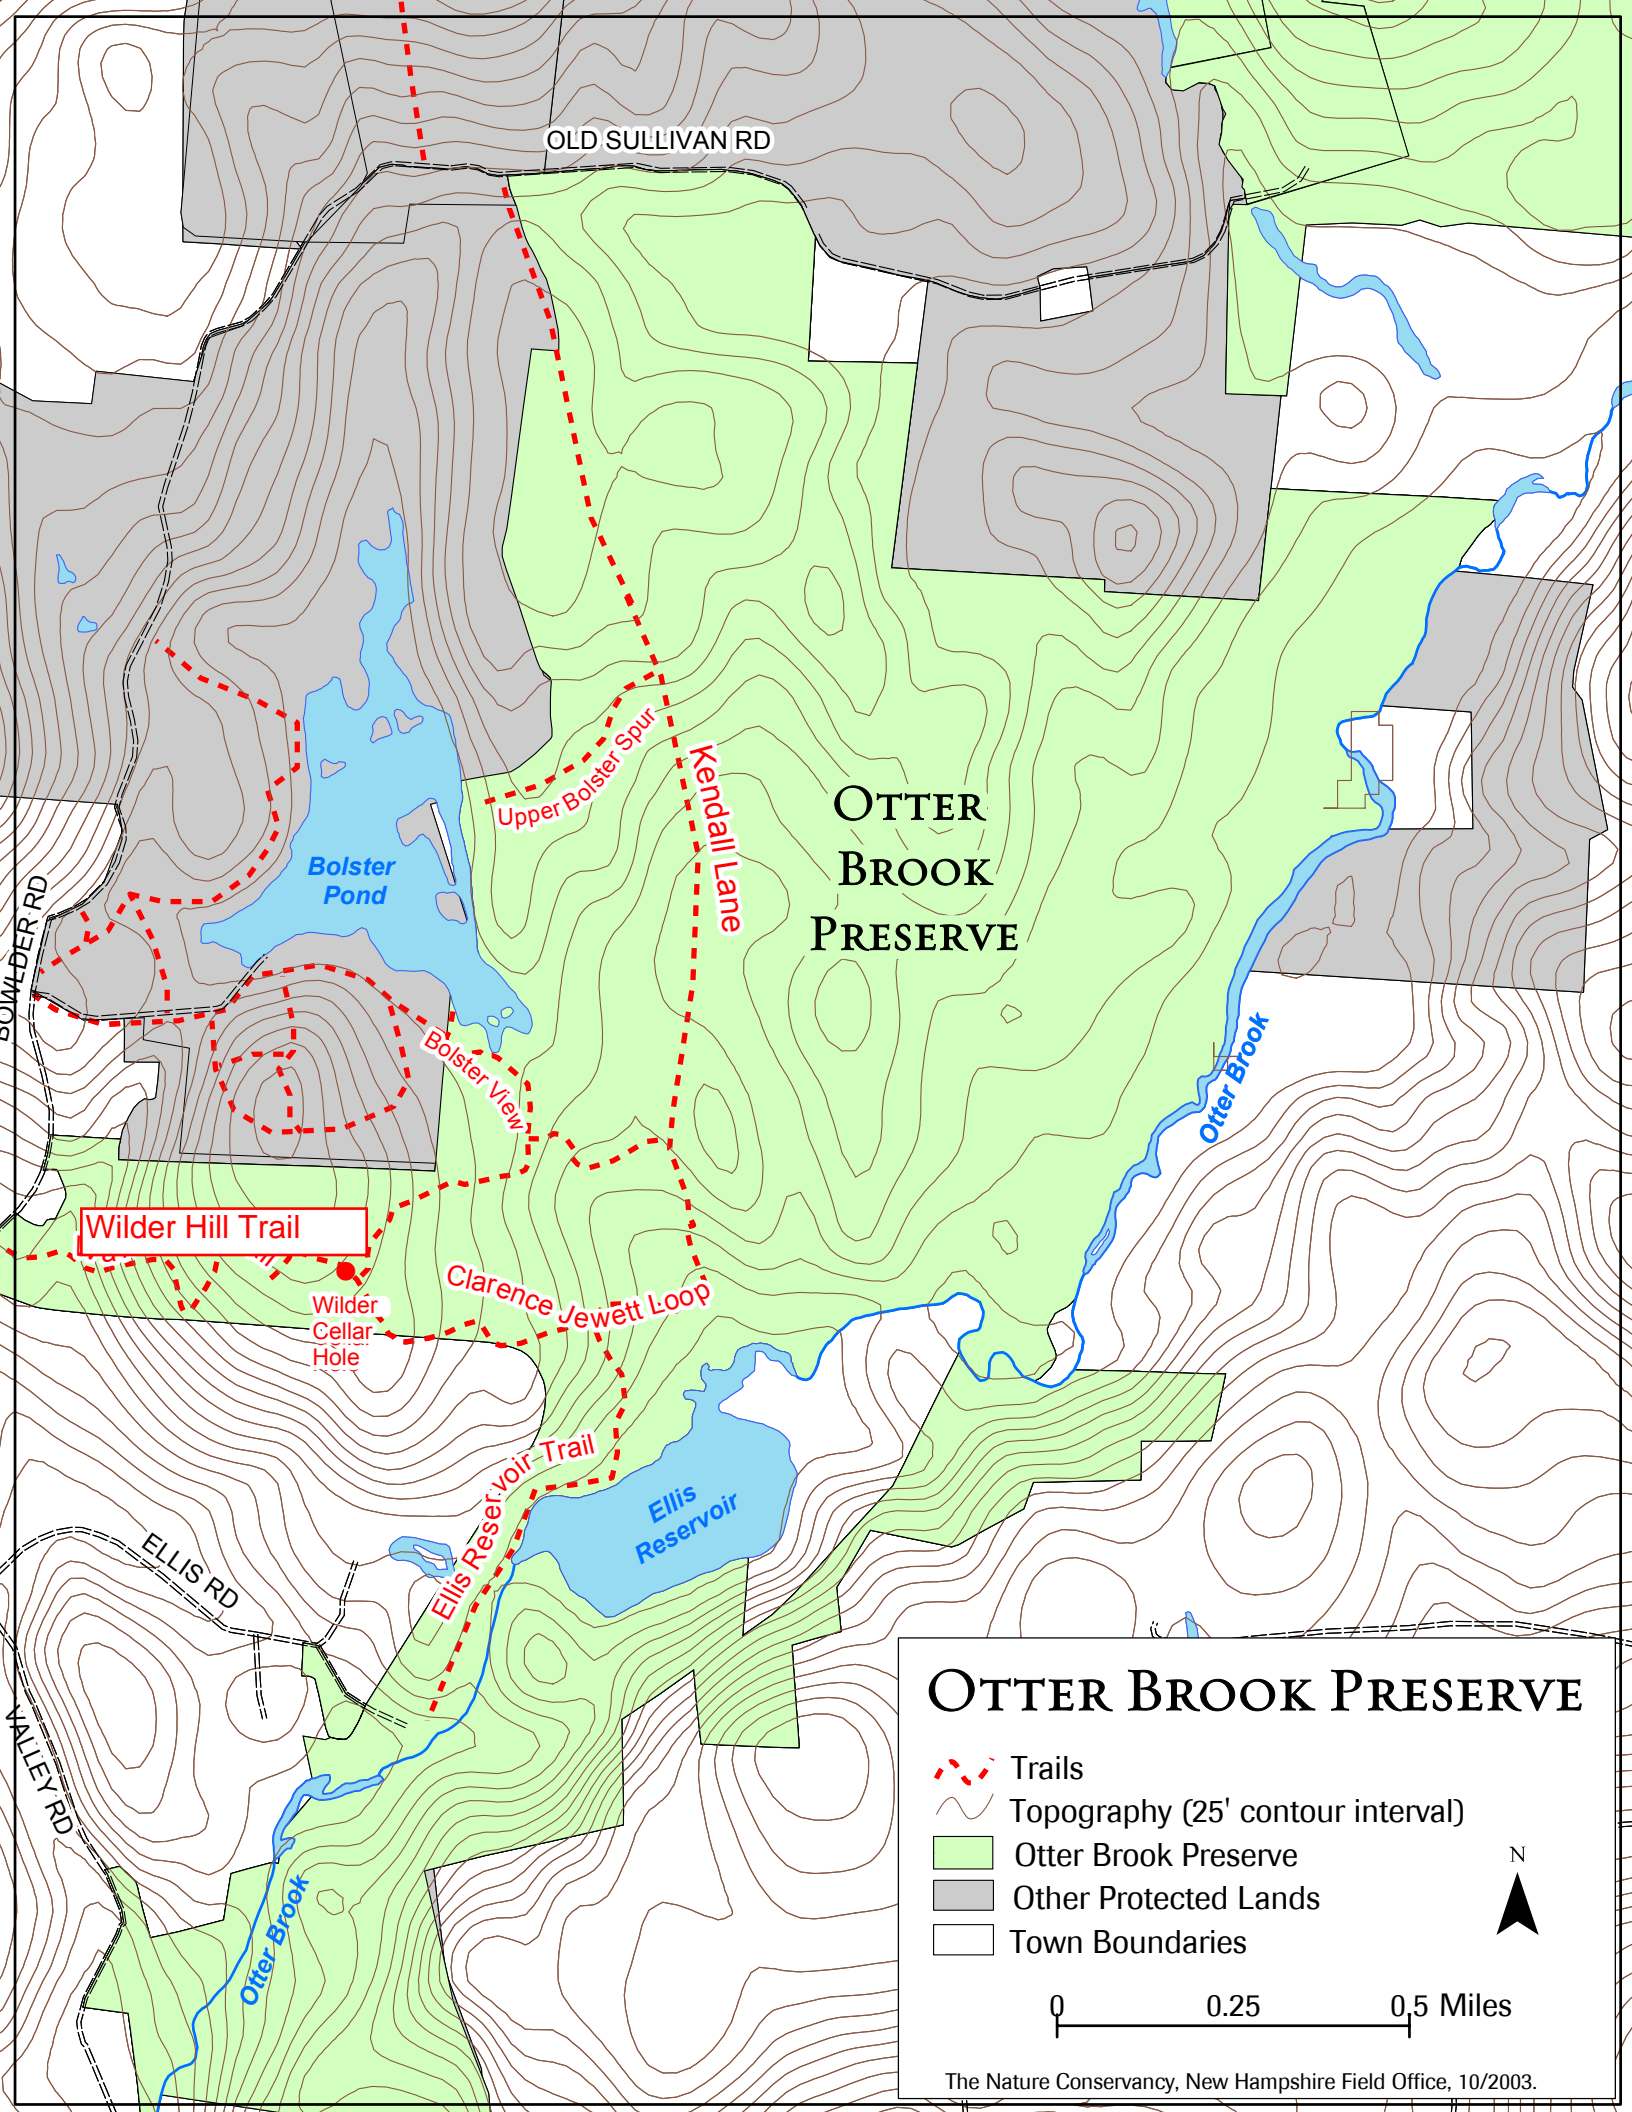 OLD SULLIVAN RD
Upper Bolster Spur
Kendall Lane
OTTER
BROOK
PRESERVE
Bolster
Pond
BOWLDER RD
Bolster View
Otter Brook
Wilder Hill Trail
Wilder
Cellar
Hole
Clarence Jewett Loop
Ellis Reservoir Trail
Ellis
Reservoir
ELLIS RD
VALLEY RD
Otter Brook
OTTER BROOK PRESERVE
Trails
Topography (25' contour interval)
Otter Brook Preserve
Other Protected Lands
Town Boundaries
N
0 0.25 0.5 Miles
The Nature Conservancy, New Hampshire Field Office, 10/2003.